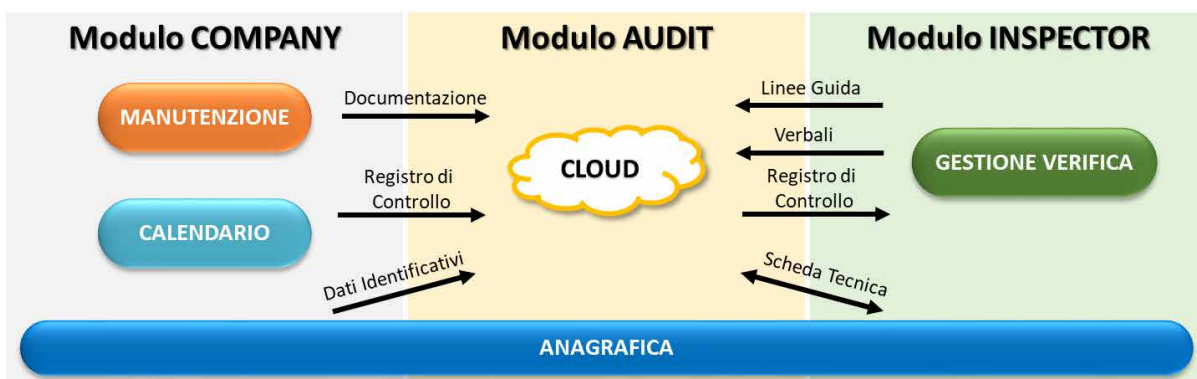 Modulo COMPANY
Modulo AUDIT
Modulo INSPECTOR
MANUTENZIONE
Documentazione
Linee Guida
Verbali
CLOUD
GESTIONE VERIFICA
Registro di
Controllo
Registro di
Controllo
CALENDARIO
Dati Identificativi
Scheda Tecnica
ANAGRAFICA